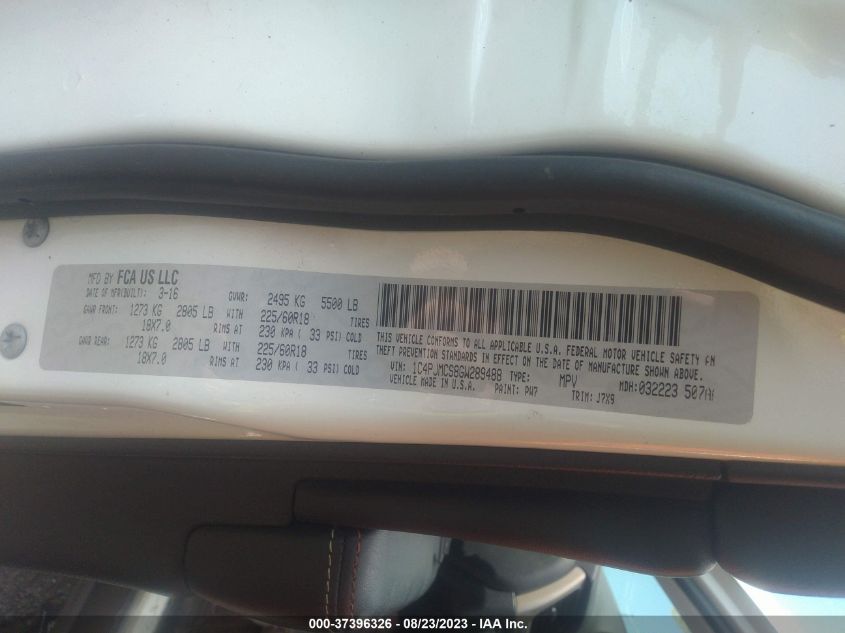 MFD BY FCA US LLC
DATE OF MFR(BUILT): 3-16 GVWR: 2495 KG 5500 LB
GAWR FRONT: 1273 KG 2805 LB WITH 225/60R18 TIRES
18X7.0 RIMS AT 230 KPA ( 33 PSI) COLD
GAWR REAR: 1273 KG 2805 LB WITH 225/60R18 TIRES
18X7.0 RIMS AT 230 KPA ( 33 PSI) COLD
THIS VEHICLE CONFORMS TO ALL APPLICABLE U.S.A. FEDERAL MOTOR VEHICLE SAFETY AN
THEFT PREVENTION STANDARDS IN EFFECT ON THE DATE OF MANUFACTURE SHOWN ABOVE.
VIN: 1C4PJMCS8GW289488 TYPE: MPV MDH: 032223 507
VEHICLE MADE IN U.S.A. PAINT: PW7 TRIM: J7X9
000-37396326 - 08/23/2023 - Copyright © IAA Inc.